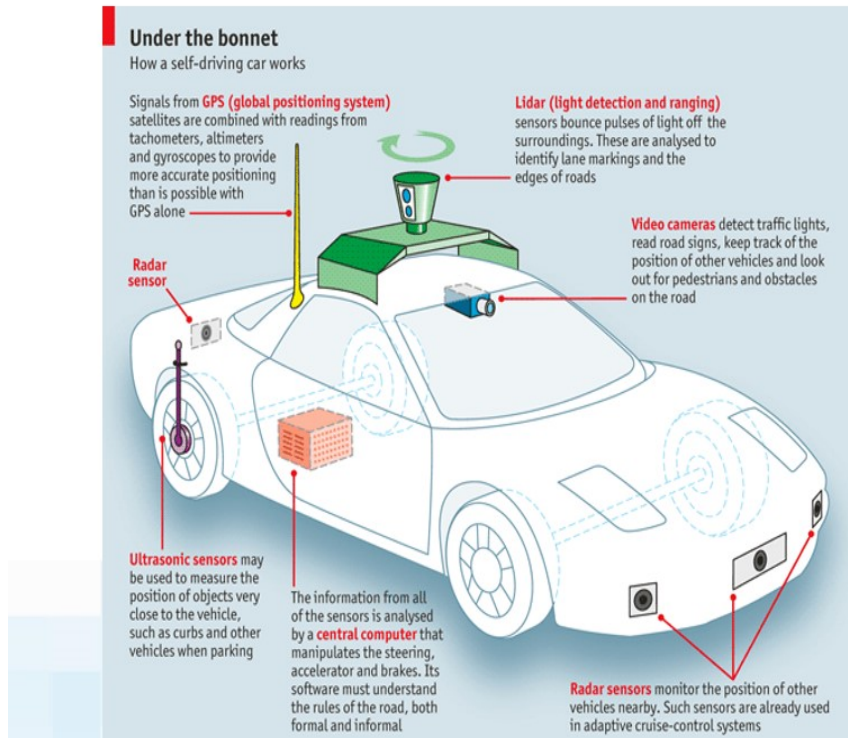 Under the bonnet
How a self-driving car works
Signals from GPS (global positioning system)
satellites are combined with readings from
tachometers, altimeters
and gyroscopes to provide
more accurate positioning
than is possible with
GPS alone
Lidar (light detection and ranging)
sensors bounce pulses of light off the
surroundings. These are analysed to
identify lane markings and the
edges of roads
Video cameras detect traffic lights,
read road signs, keep track of the
position of other vehicles and look
out for pedestrians and obstacles
on the road
Radar
sensor
Ultrasonic sensors may
be used to measure the
position of objects very
close to the vehicle,
such as curbs and other
vehicles when parking
The information from all
of the sensors is analysed
by a central computer that
manipulates the steering,
accelerator and brakes. Its
software must understand
the rules of the road, both
formal and informal
Radar sensors monitor the position of other
vehicles nearby. Such sensors are already used
in adaptive cruise-control systems